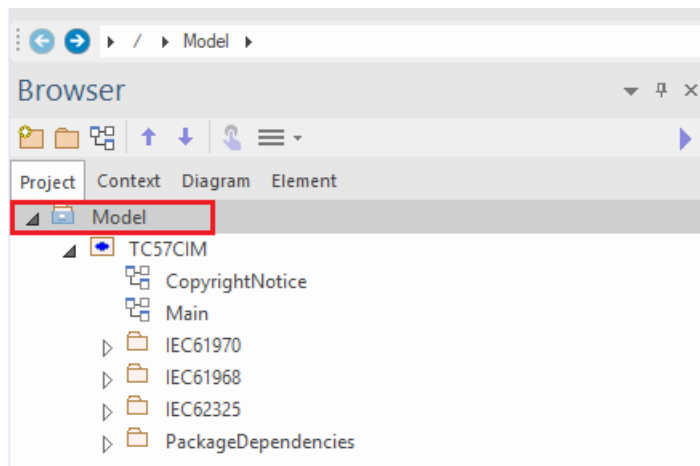 / Model
Browser
Project Context Diagram Element
Model
TC57CIM
CopyrightNotice
Main
IEC61970
IEC61968
IEC62325
PackageDependencies